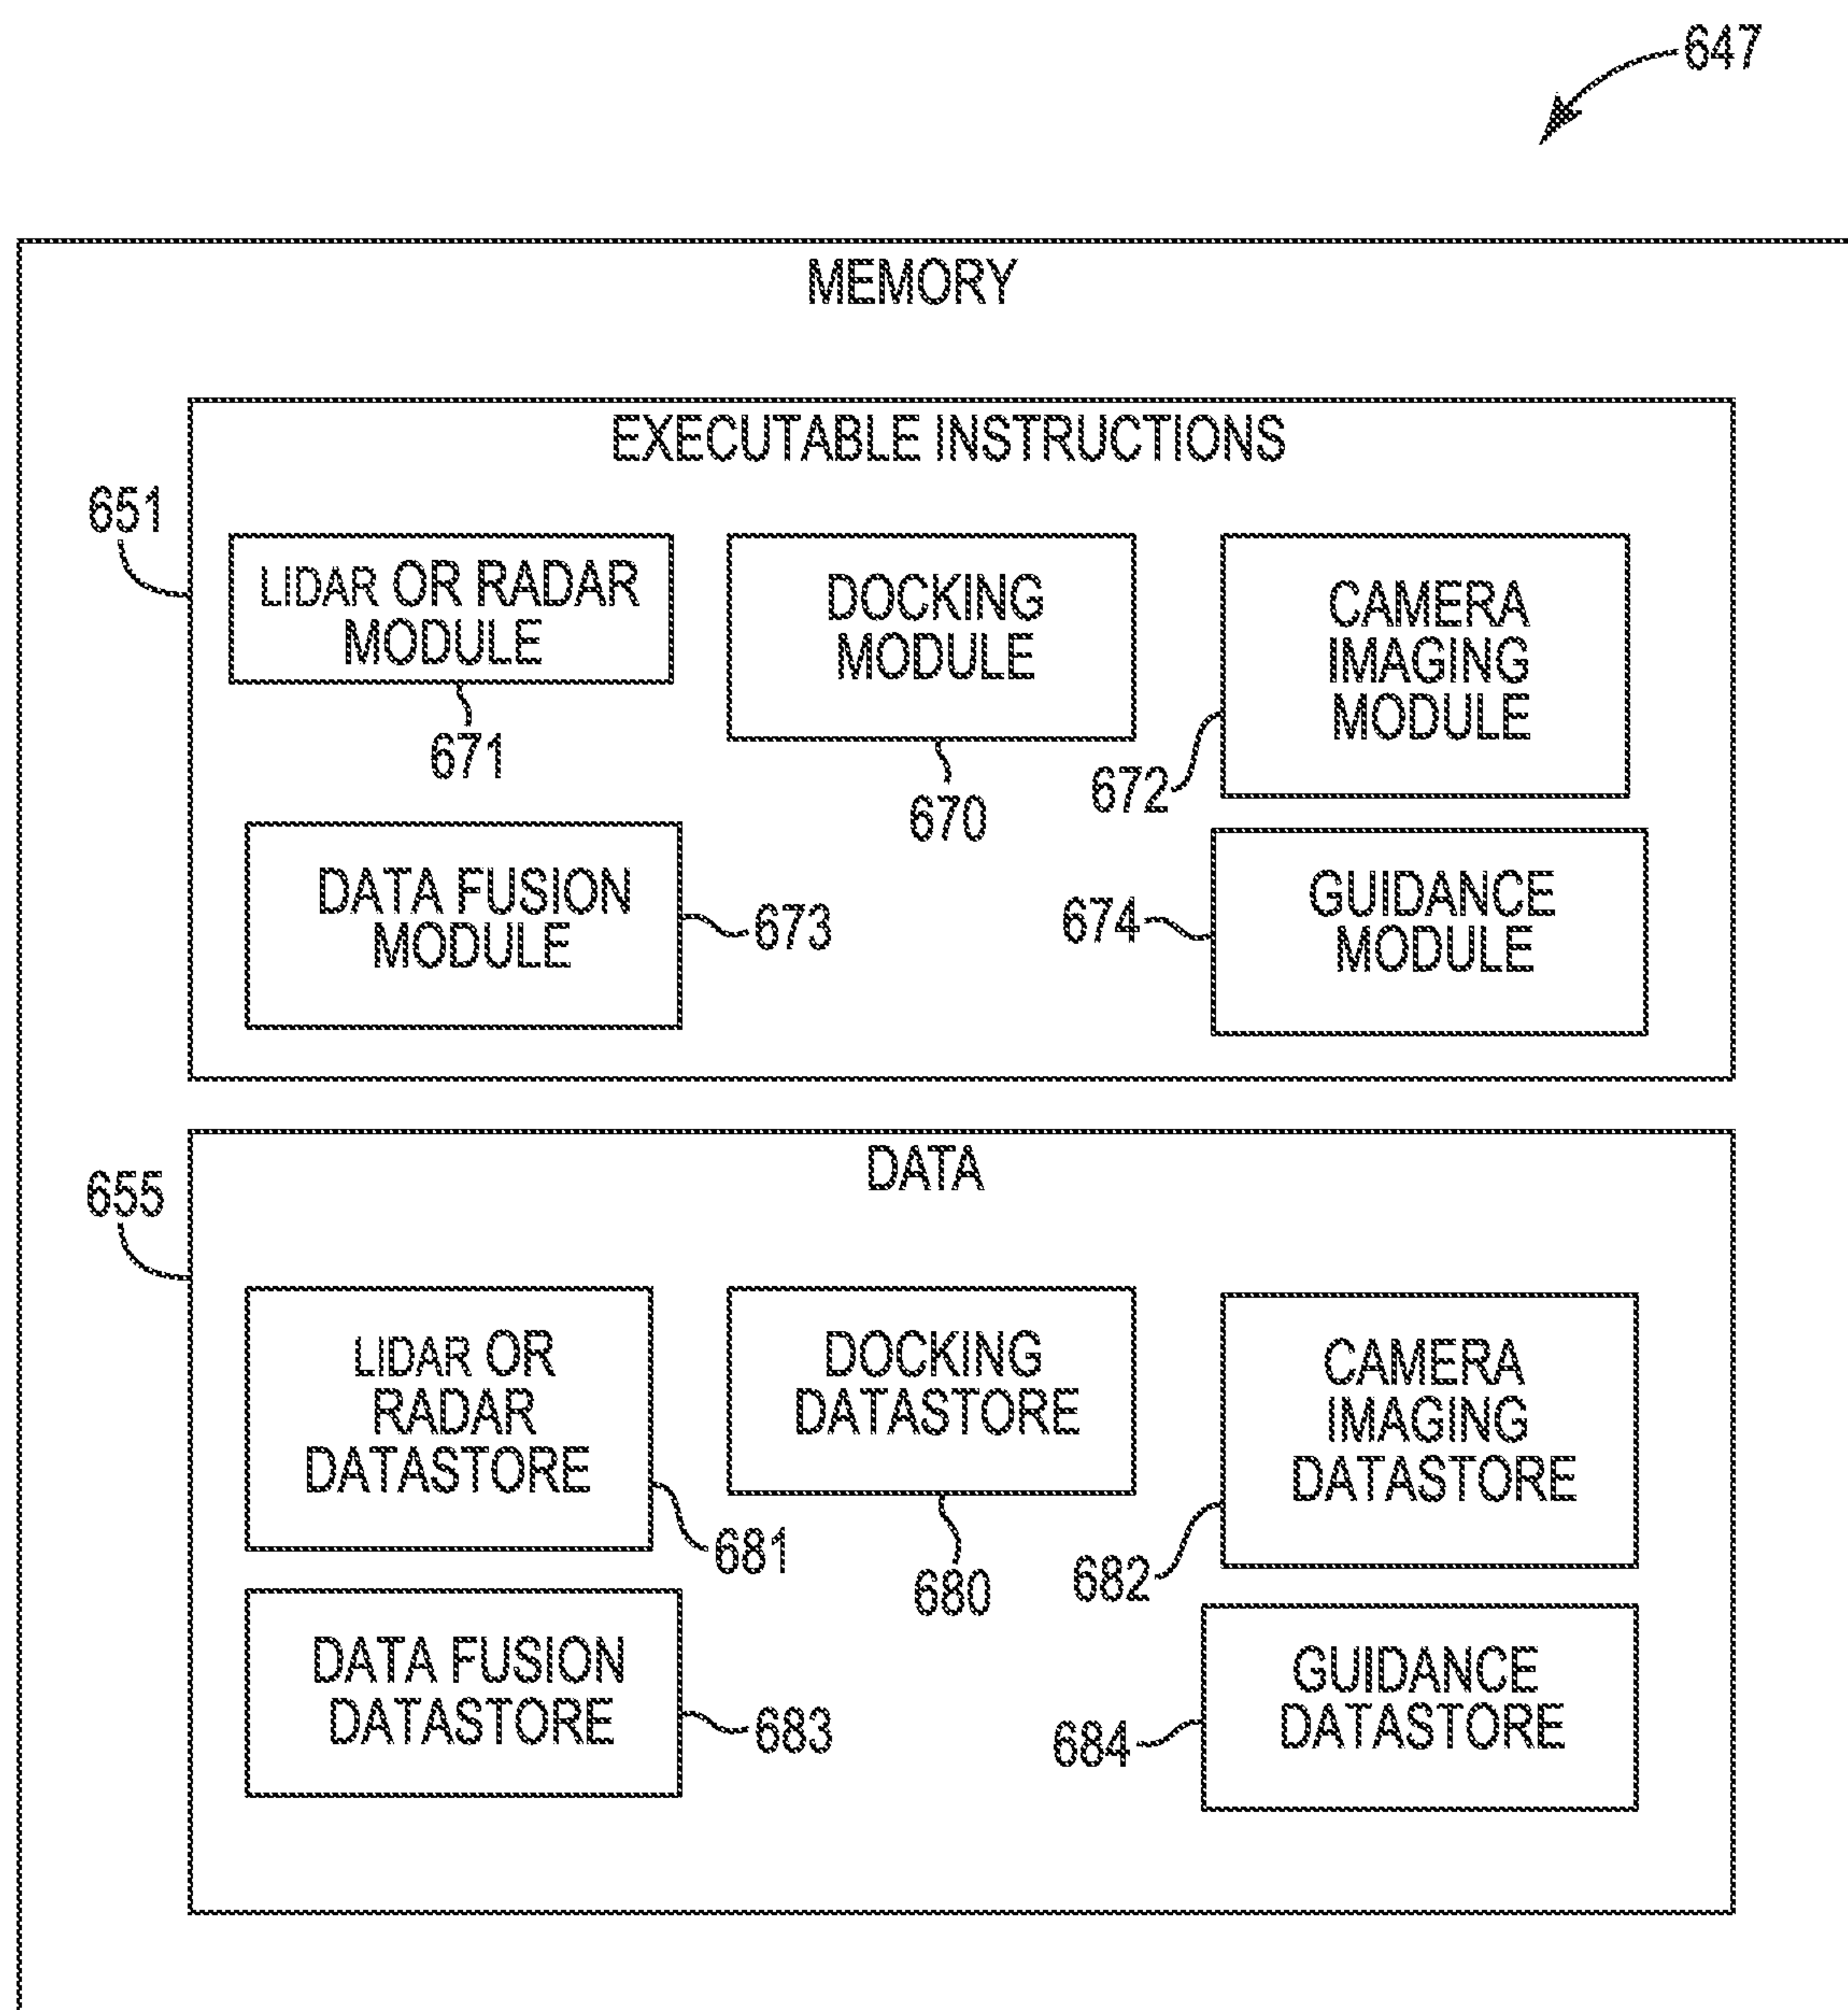 647
MEMORY
EXECUTABLE INSTRUCTIONS
651
LIDAR OR RADAR
MODULE
671
DOCKING
MODULE
670
CAMERA
IMAGING
MODULE
672
DATA FUSION
MODULE
673
GUIDANCE
MODULE
674
DATA
655
LIDAR OR
RADAR
DATASTORE
681
DOCKING
DATASTORE
680
CAMERA
IMAGING
DATASTORE
682
DATA FUSION
DATASTORE
683
GUIDANCE
DATASTORE
684